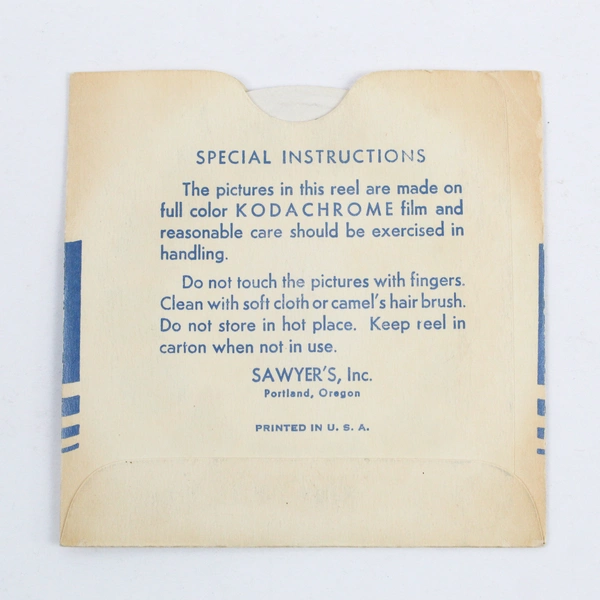 SPECIAL INSTRUCTIONS
The pictures in this reel are made on
full color KODACHROME film and
reasonable care should be exercised in
handling.
Do not touch the pictures with fingers.
Clean with soft cloth or camel's hair brush.
Do not store in hot place. Keep reel in
carton when not in use.
SAWYER'S, Inc.
Portland, Oregon
PRINTED IN U. S. A.